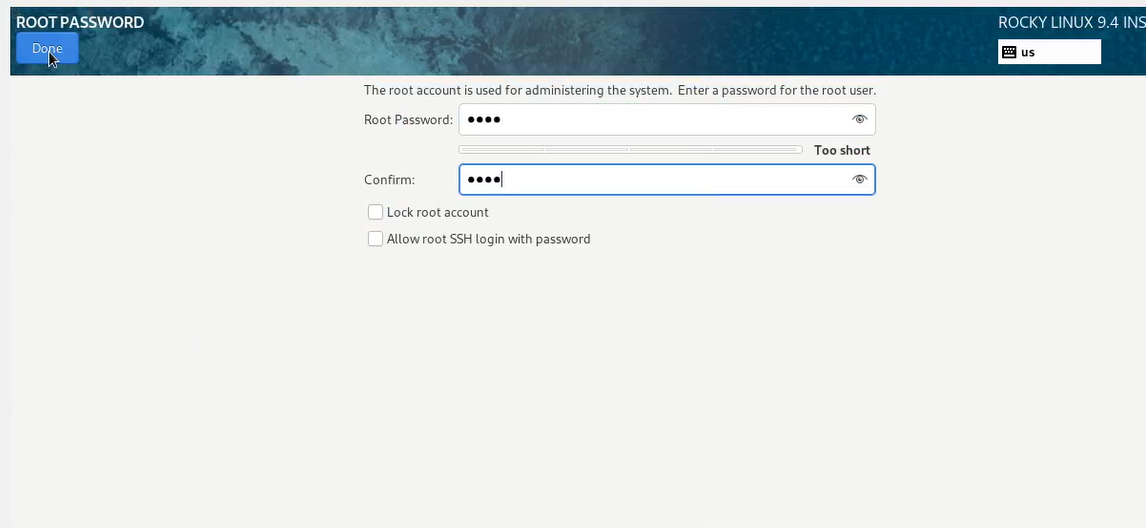 ROOT PASSWORD
ROCKY LINUX 9.4 INS
Done
us
The root account is used for administering the system.  Enter a password for the root user.
Root Password: ••••
Too short
Confirm: ••••
Lock root account
Allow root SSH login with password